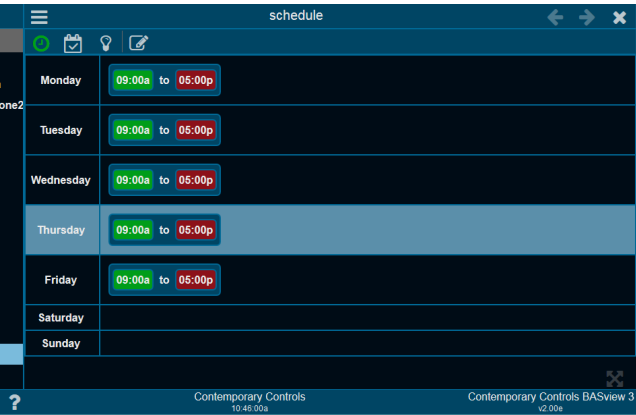 schedule
one2
Monday 09:00a to 05:00p
Tuesday 09:00a to 05:00p
Wednesday 09:00a to 05:00p
Thursday 09:00a to 05:00p
Friday 09:00a to 05:00p
Saturday
Sunday
? Contemporary Controls Contemporary Controls BASview 3
10:46:00a v2.00e